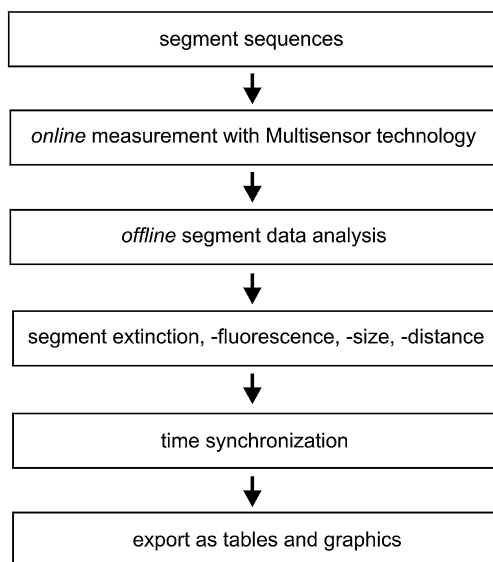 segment sequences
online measurement with Multisensor technology
offline segment data analysis
segment extinction, -fluorescence, -size, -distance
time synchronization
export as tables and graphics